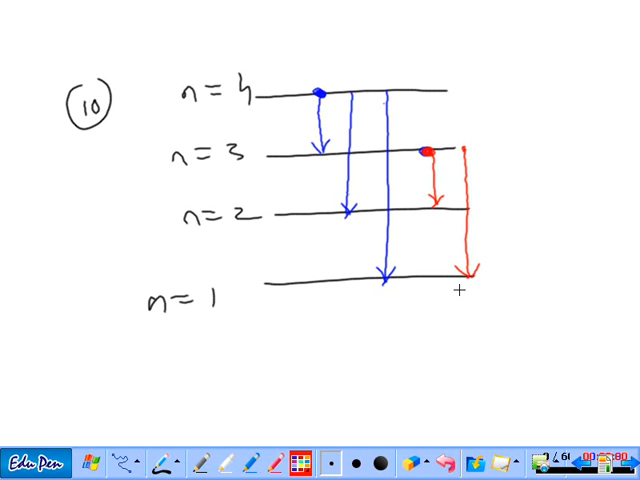 10
n = 4
n = 3
n = 2
n = 1
Edu Pen